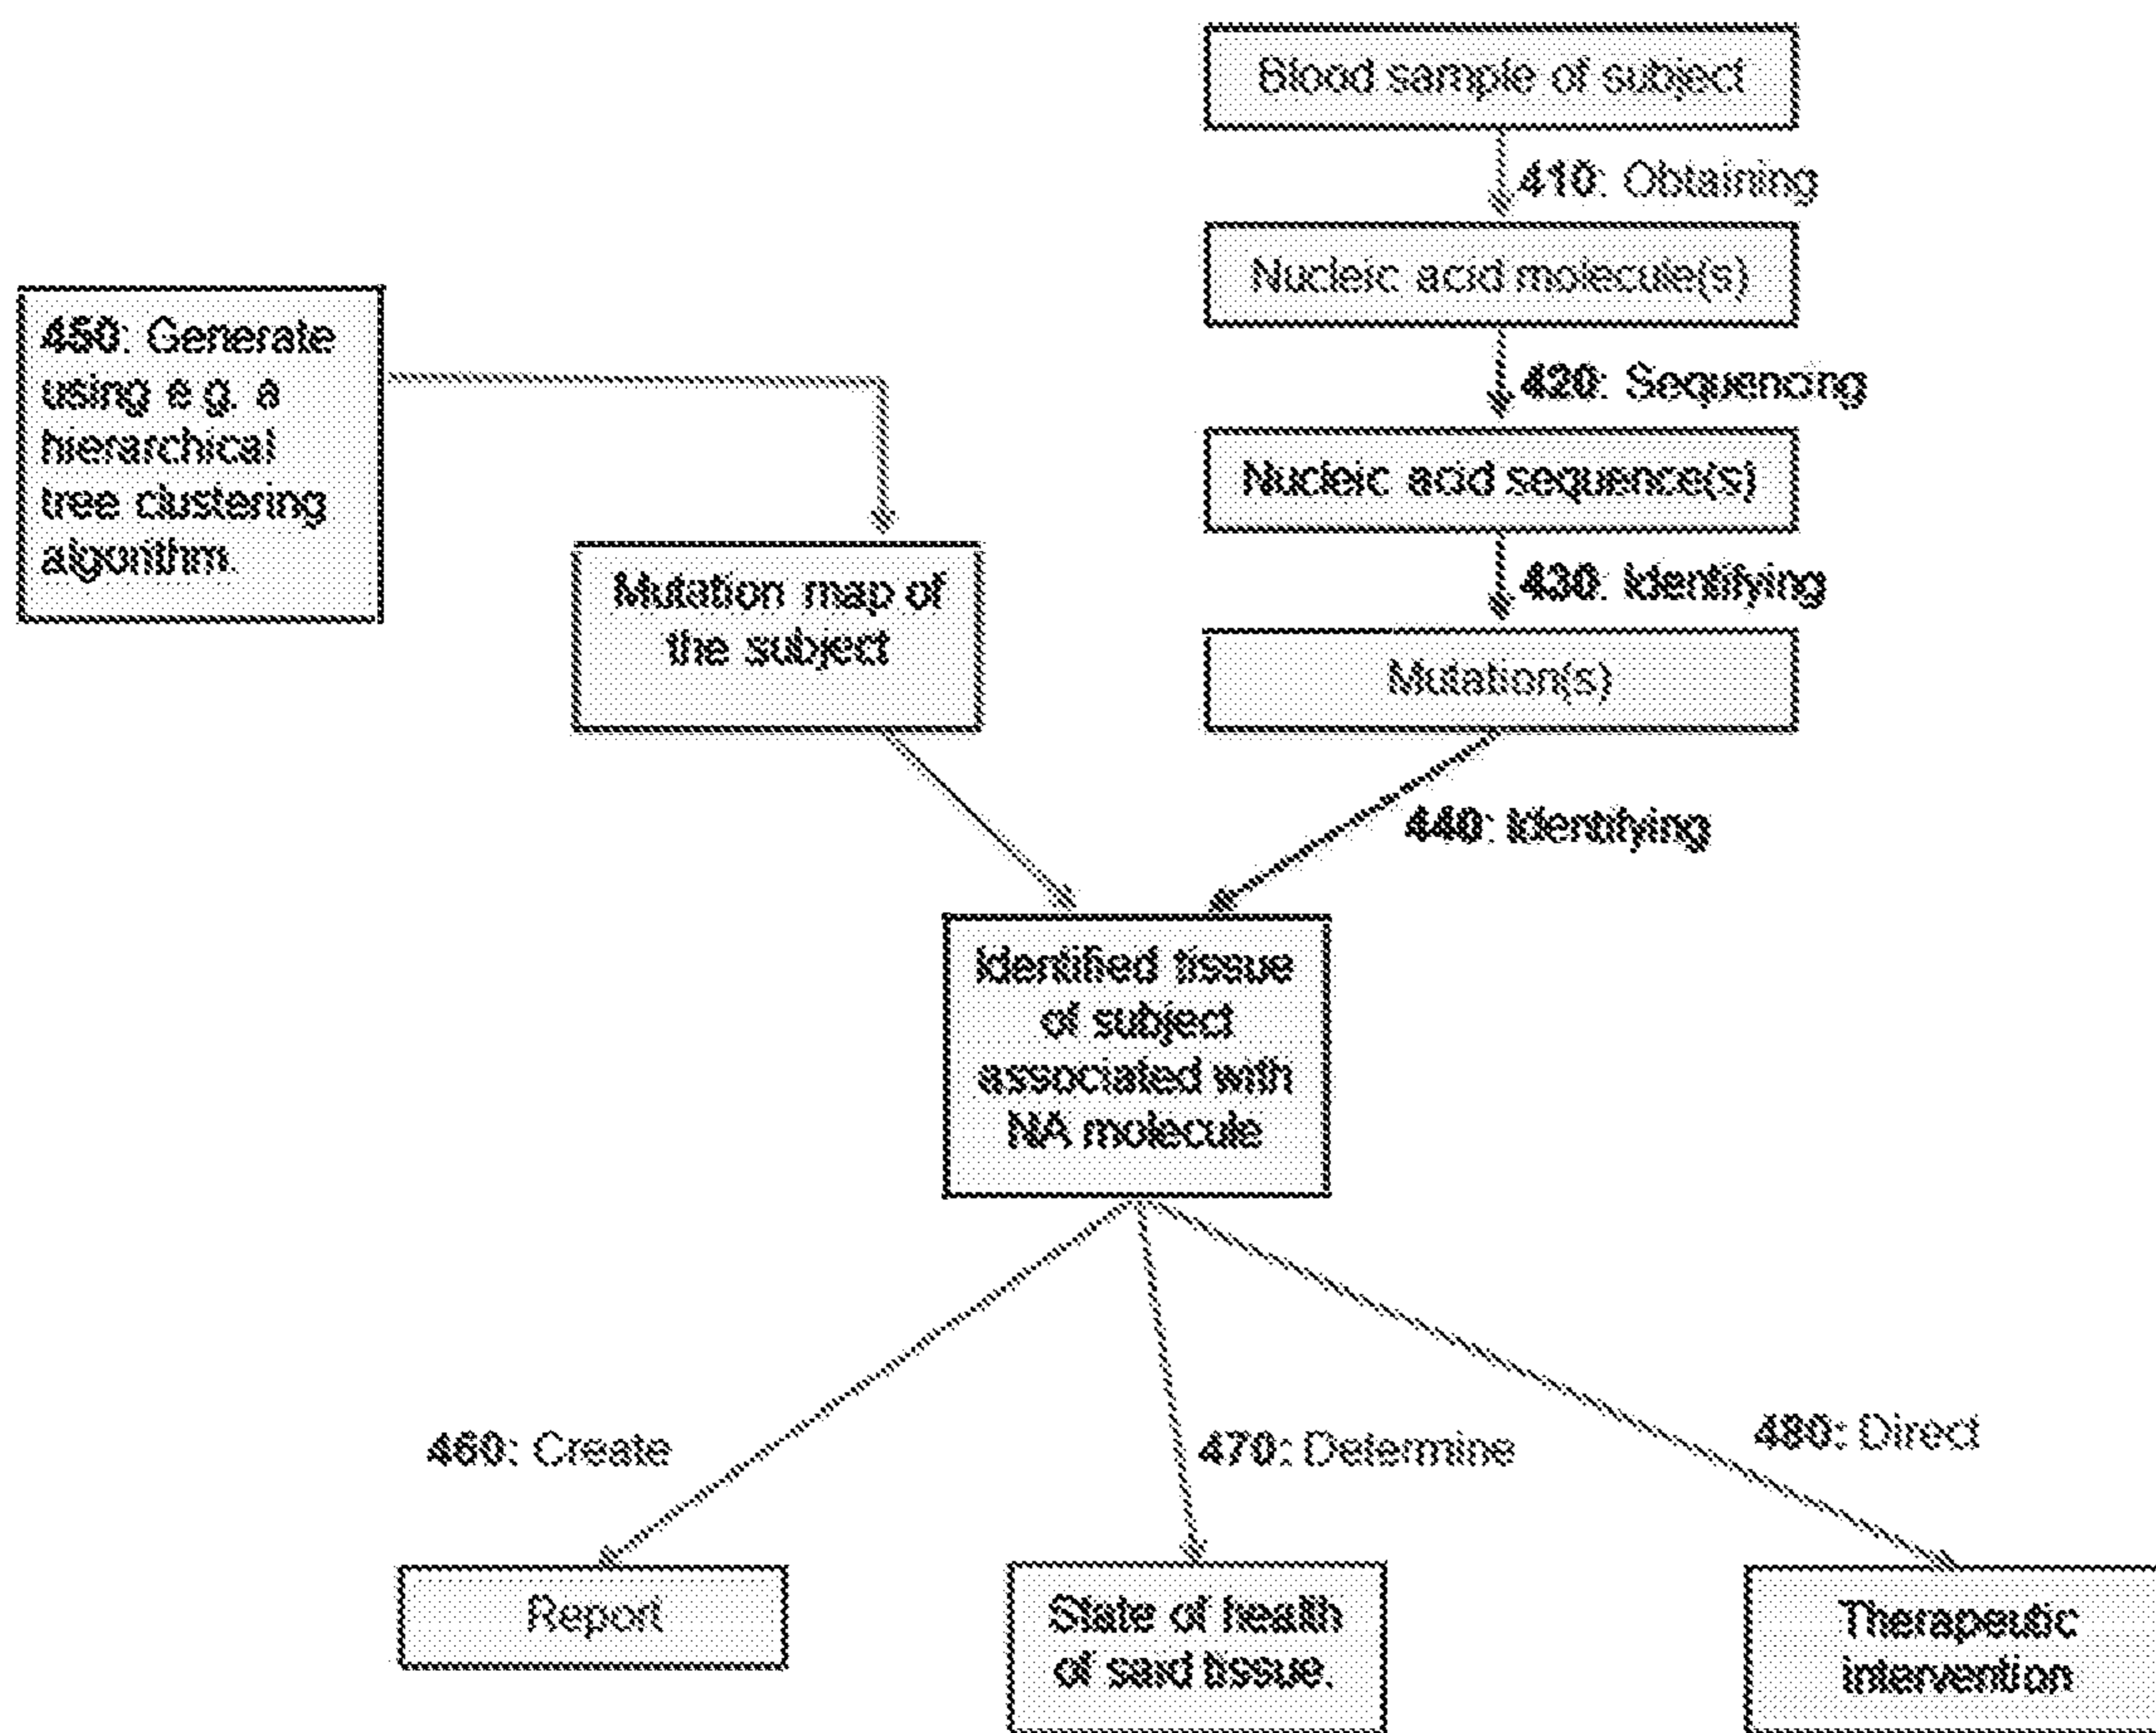 Blood sample of subject
410: Obtaining
Nucleic acid molecule(s)
420: Sequencing
Nucleic acid sequence(s)
430: Identifying
Mutation(s)
440: Identifying
450: Generate
using e.g. a
hierarchical
tree clustering
algorithm.
Mutation map of
the subject
Identified tissue
of subject
associated with
NA molecule
460: Create
470: Determine
480: Direct
Report
State of health
of said tissue.
Therapeutic
intervention